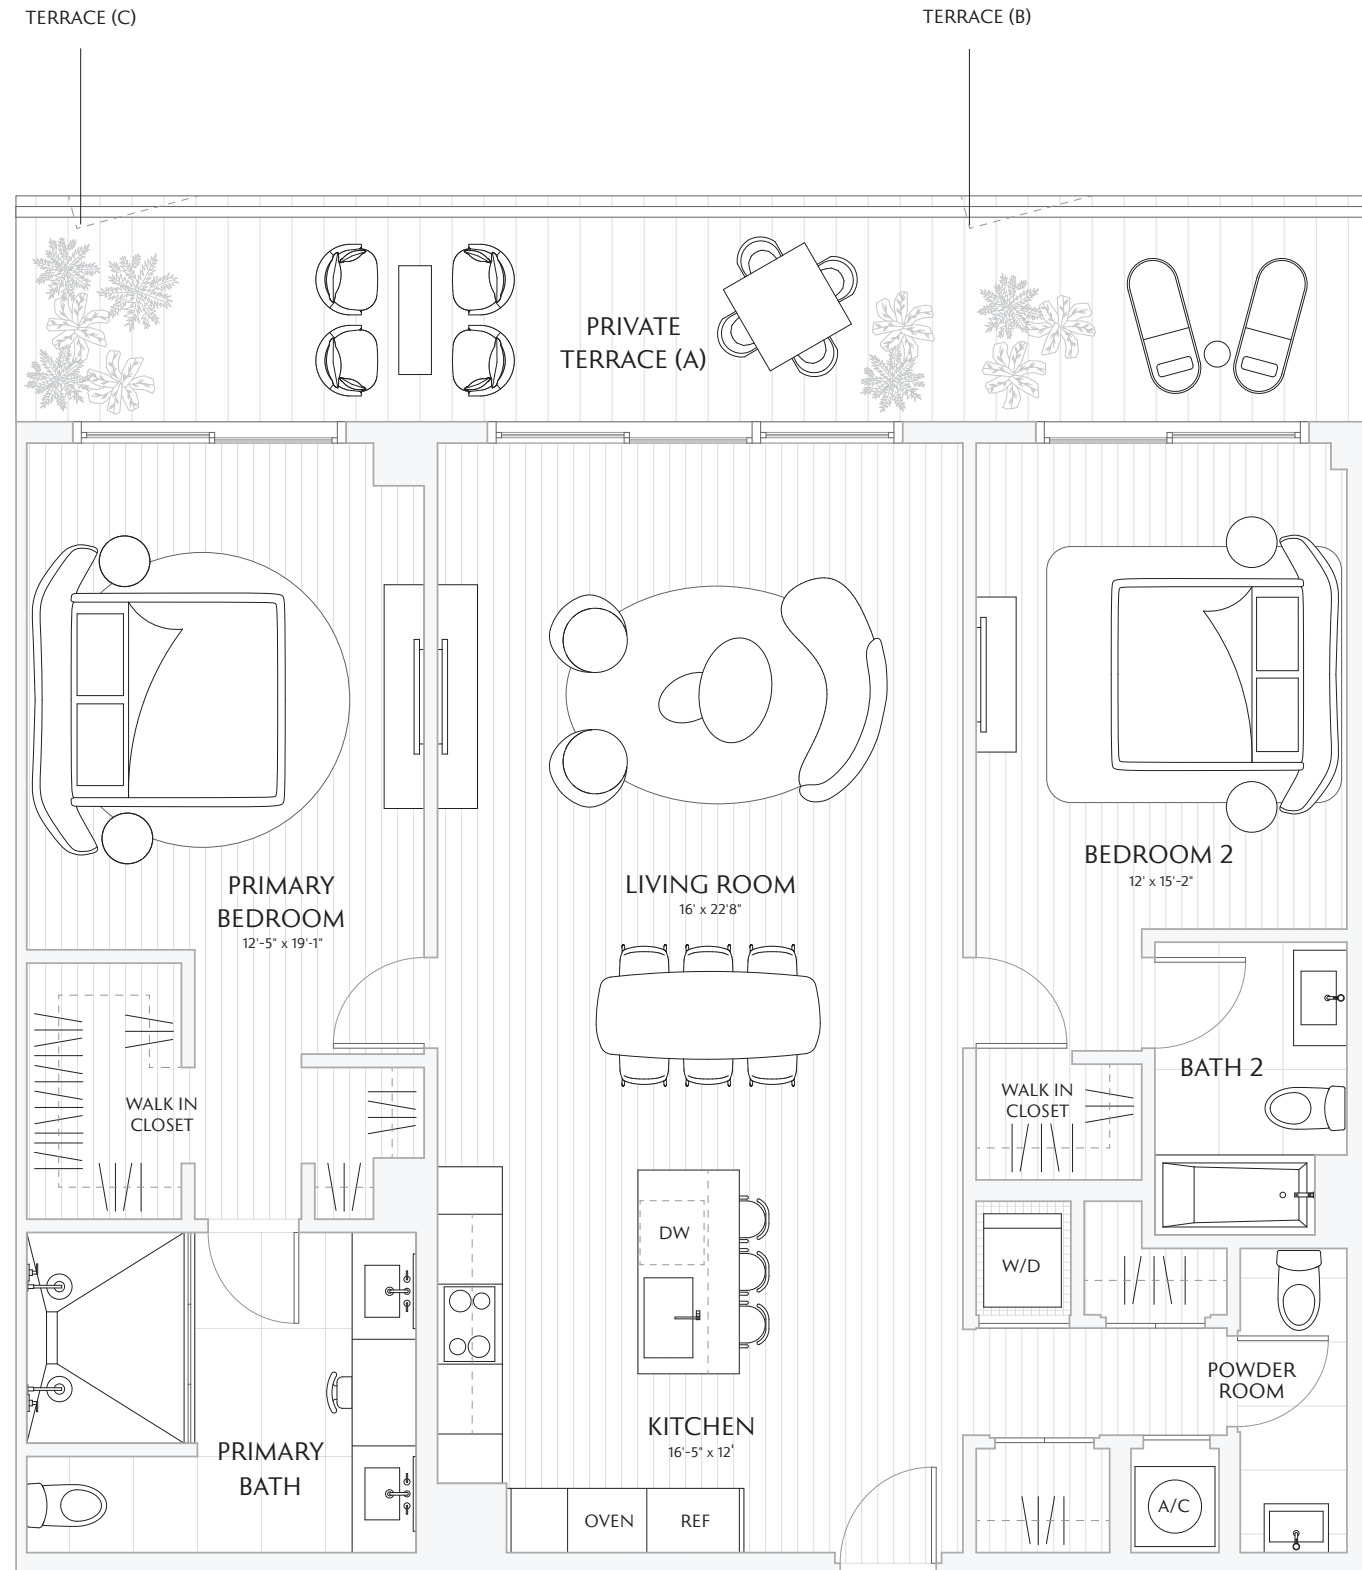 TERRACE (C)
TERRACE (B)
PRIVATE
TERRACE (A)
PRIMARY
BEDROOM
12'-5" x 19'-1"
LIVING ROOM
16' x 22'8"
BEDROOM 2
12' x 15'-2"
WALK IN
CLOSET
WALK IN
CLOSET
BATH 2
DW
W/D
POWDER
ROOM
PRIMARY
BATH
KITCHEN
16'-5" x 12'
OVEN
REF
A/C